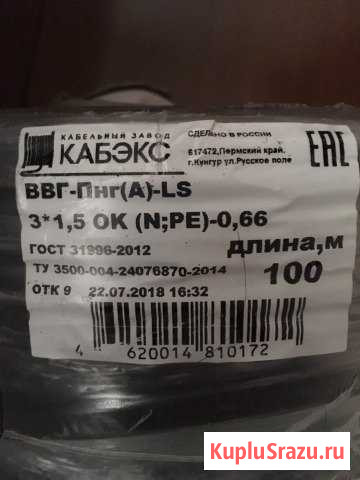 КАБЕЛЬНЫЙ ЗАВОД
КАБЭКС
СДЕЛАНО В РОССИИ
617472,Пермский край.
г.Кунгур ул.Русское поле
EAC
ВВГ-Пнг(А)-LS
3*1,5 ОК (N;PE)-0,66
ГОСТ 31996-2012
длина,м
ТУ 3500-004-24076870-2014
100
ОТК 9 22.07.2018 16:32
4 620014 810172
KupluSrazu.ru